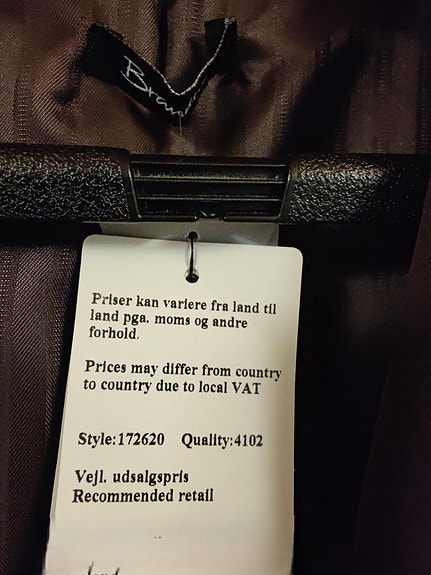 Priser kan variere fra land til
land pga. moms og andre
forhold.
Prices may differ from country
to country due to local VAT
Style:172620 Quality:4102
Vejl. udsalgspris
Recommended retail